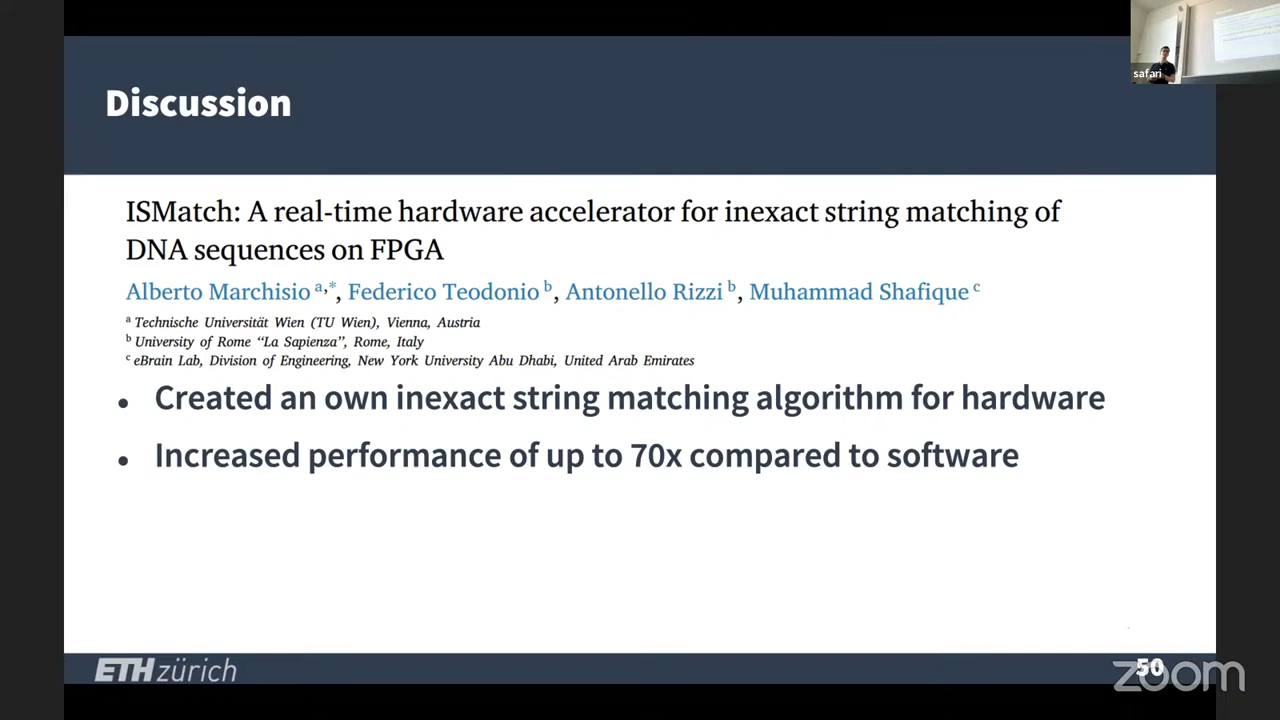 safari
Discussion
ISMatch: A real-time hardware accelerator for inexact string matching of
DNA sequences on FPGA
Alberto Marchisio a,*, Federico Teodonio b, Antonello Rizzi b, Muhammad Shafique c
a Technische Universität Wien (TU Wien), Vienna, Austria
b University of Rome “La Sapienza”, Rome, Italy
c eBrain Lab, Division of Engineering, New York University Abu Dhabi, United Arab Emirates
• Created an own inexact string matching algorithm for hardware
• Increased performance of up to 70x compared to software
ETH zürich
50
zoom